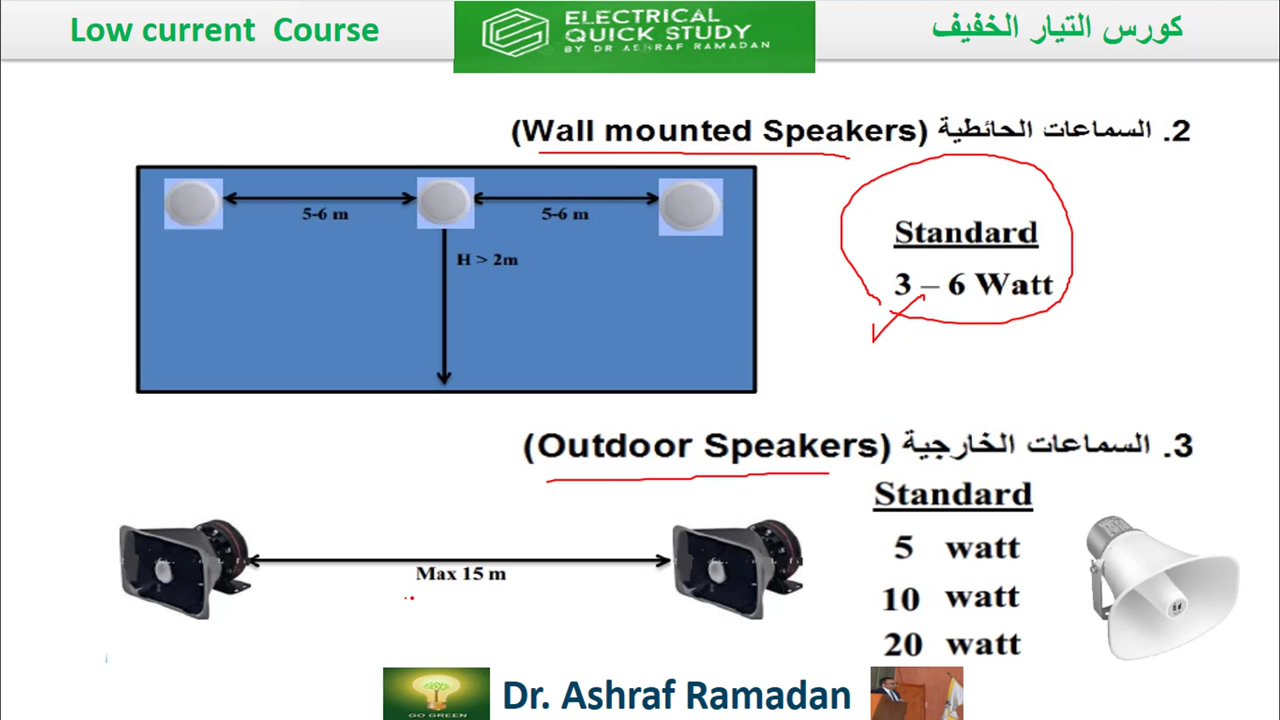 Low current Course
ELECTRICAL
QUICK STUDY
BY DR ASHRAF RAMADAN
كورس التيار الخفيف
2. السماعات الحائطية (Wall mounted Speakers)
5-6 m
5-6 m
H > 2m
Standard
3 – 6 Watt
3. السماعات الخارجية (Outdoor Speakers)
Max 15 m
Standard
5 watt
10 watt
20 watt
GO GREEN
Dr. Ashraf Ramadan